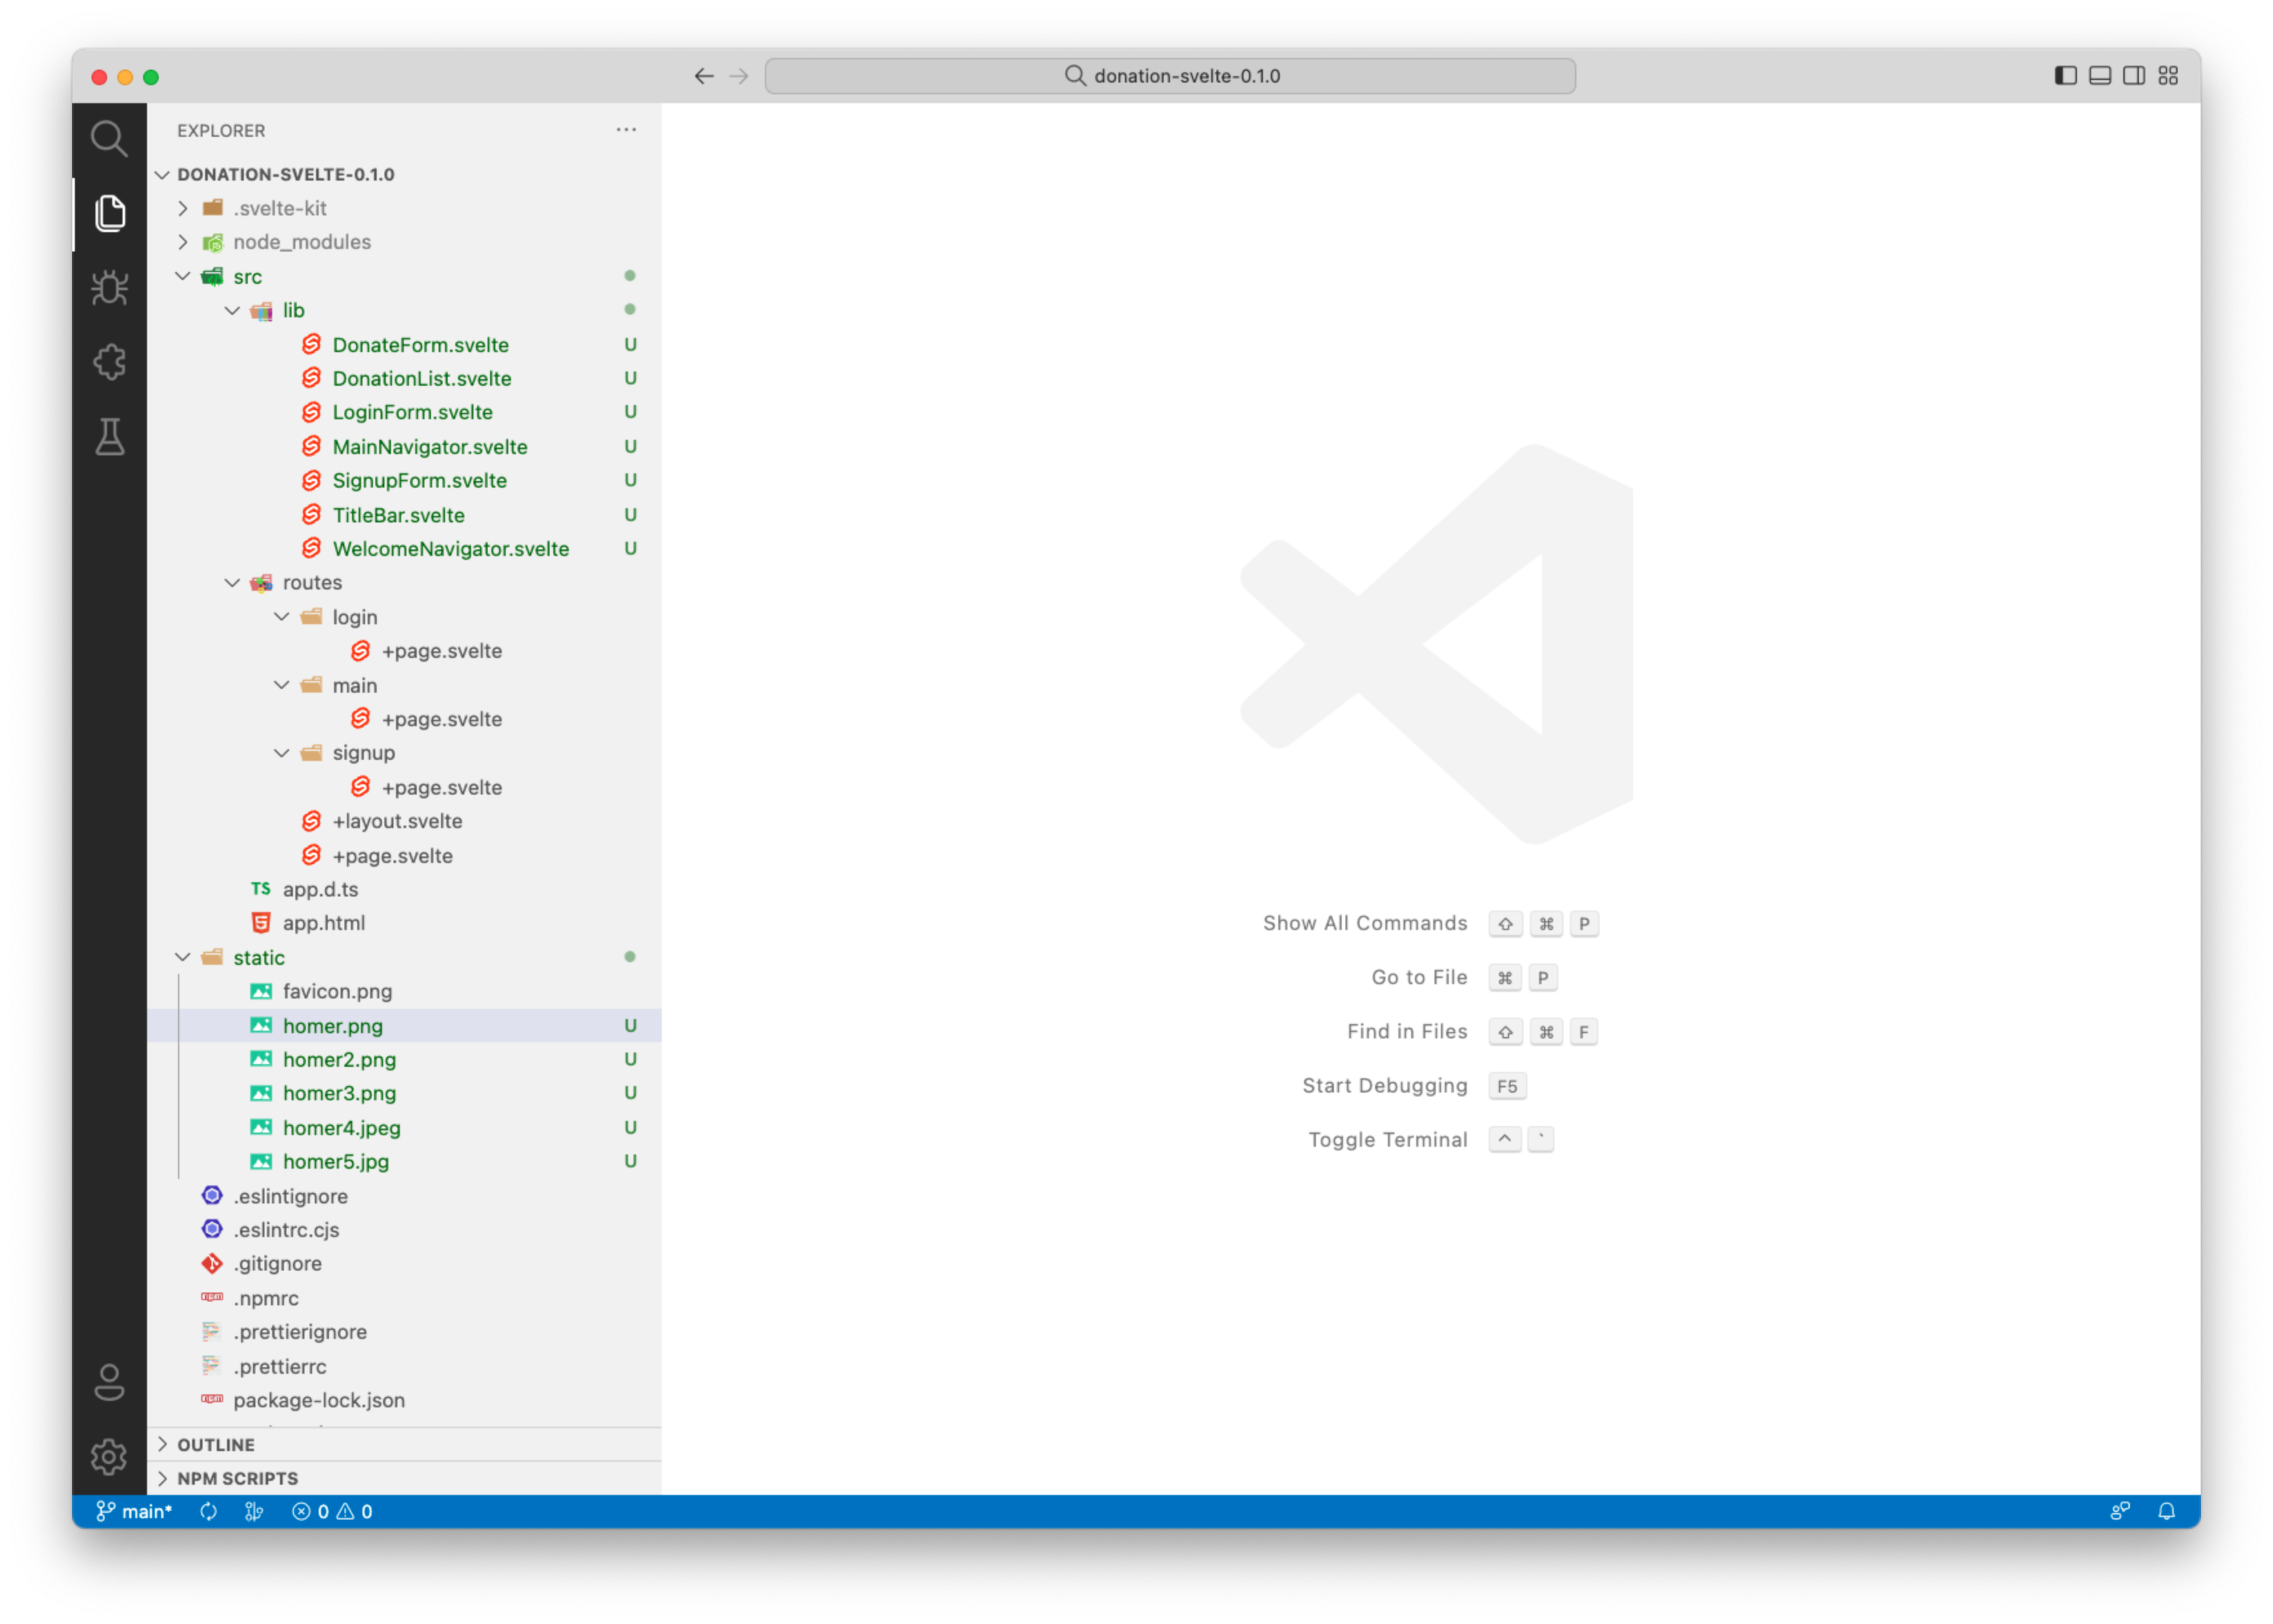 donation-svelte-0.1.0
EXPLORER
DONATION-SVELTE-0.1.0
.svelte-kit
node_modules
src
lib
DonateForm.svelte U
DonationList.svelte U
LoginForm.svelte U
MainNavigator.svelte U
SignupForm.svelte U
TitleBar.svelte U
WelcomeNavigator.svelte U
routes
login
+page.svelte
main
+page.svelte
signup
+page.svelte
+layout.svelte
+page.svelte
TS app.d.ts
app.html
static
favicon.png
homer.png U
homer2.png U
homer3.png U
homer4.jpeg U
homer5.jpg U
.eslintignore
.eslintrc.cjs
.gitignore
.npmrc
.prettierignore
.prettierrc
package-lock.json
OUTLINE
NPM SCRIPTS
Show All Commands ⇧ ⌘ P
Go to File ⌘ P
Find in Files ⇧ ⌘ F
Start Debugging F5
Toggle Terminal ^ `
main* 0 0